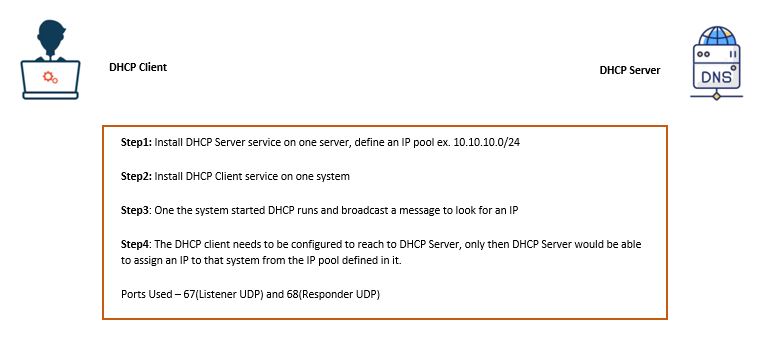 DHCP Client
DHCP Server
DNS
Step1: Install DHCP Server service on one server, define an IP pool ex. 10.10.10.0/24
Step2: Install DHCP Client service on one system
Step3: One the system started DHCP runs and broadcast a message to look for an IP
Step4: The DHCP client needs to be configured to reach to DHCP Server, only then DHCP Server would be able
to assign an IP to that system from the IP pool defined in it.
Ports Used – 67(Listener UDP) and 68(Responder UDP)